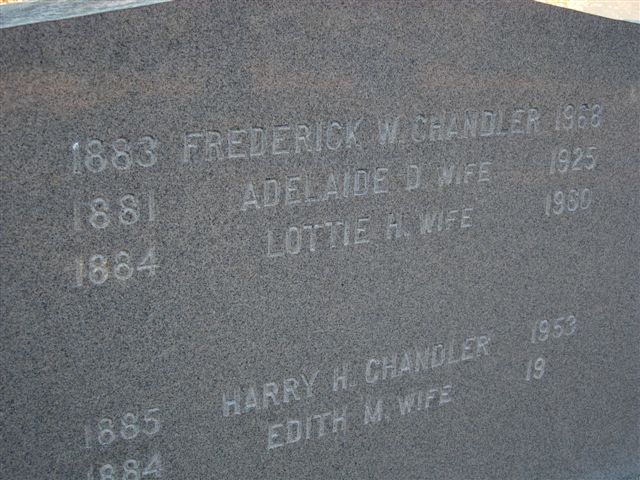 1883 FREDERICK W. CHANDLER 1968
1881 ADELAIDE D. WIFE 1925
1884 LOTTIE H. WIFE 1960
1885 HARRY H. CHANDLER 1953
1884 EDITH M. WIFE 19